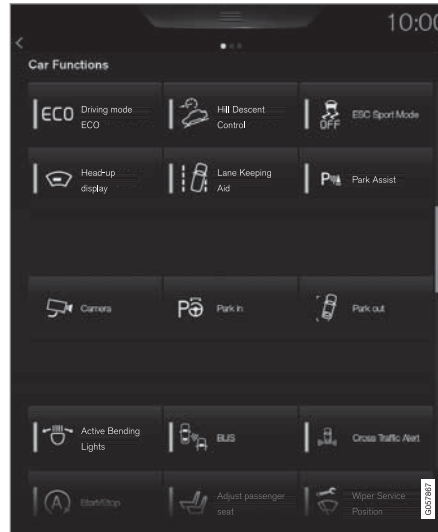 10:00
Car Functions
ECO Driving mode ECO
Hill Descent Control
OFF ESC Sport Mode
Head-up display
Lane Keeping Aid
P Park Assist
Camera
P Park in
Park out
Active Bending Lights
BLIS
Cross Traffic Alert
A Start/Stop
Adjust passenger seat
Wiper Service Position
G057867